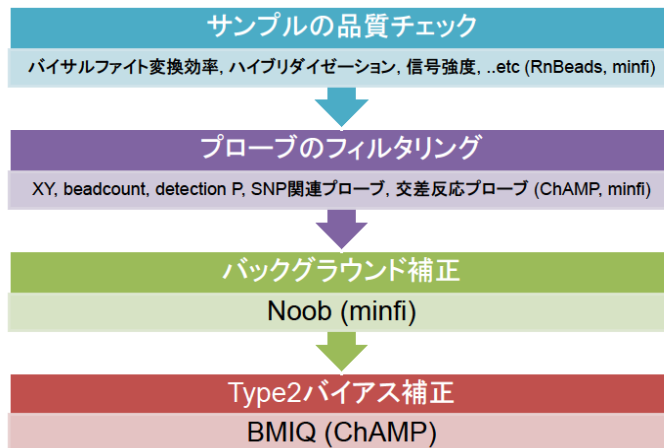 サンプルの品質チェック
バイサルファイト変換効率, ハイブリダイゼーション, 信号強度, ..etc (RnBeads, minfi)
プローブのフィルタリング
XY, beadcount, detection P, SNP関連プローブ, 交差反応プローブ (ChAMP, minfi)
バックグラウンド補正
Noob (minfi)
Type2バイアス補正
BMIQ (ChAMP)